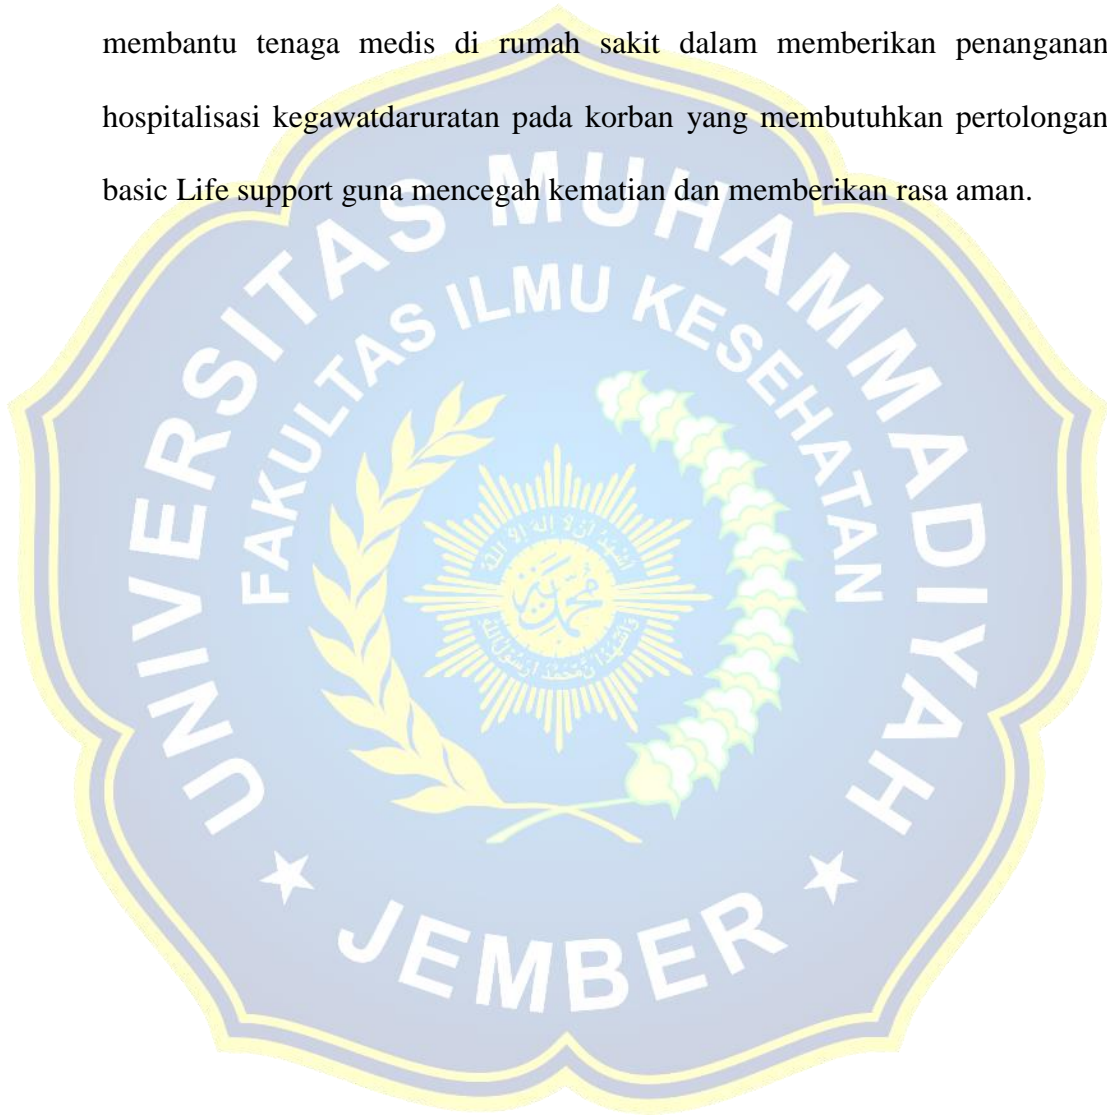 membantu tenaga medis di rumah sakit dalam memberikan penanganan
hospitalisasi kegawatdaruratan pada korban yang membutuhkan pertolongan
basic Life support guna mencegah kematian dan memberikan rasa aman.
UNIVERSITAS MUHAMMADIYAH
FAKULTAS ILMU KESEHATAN
JEMBER